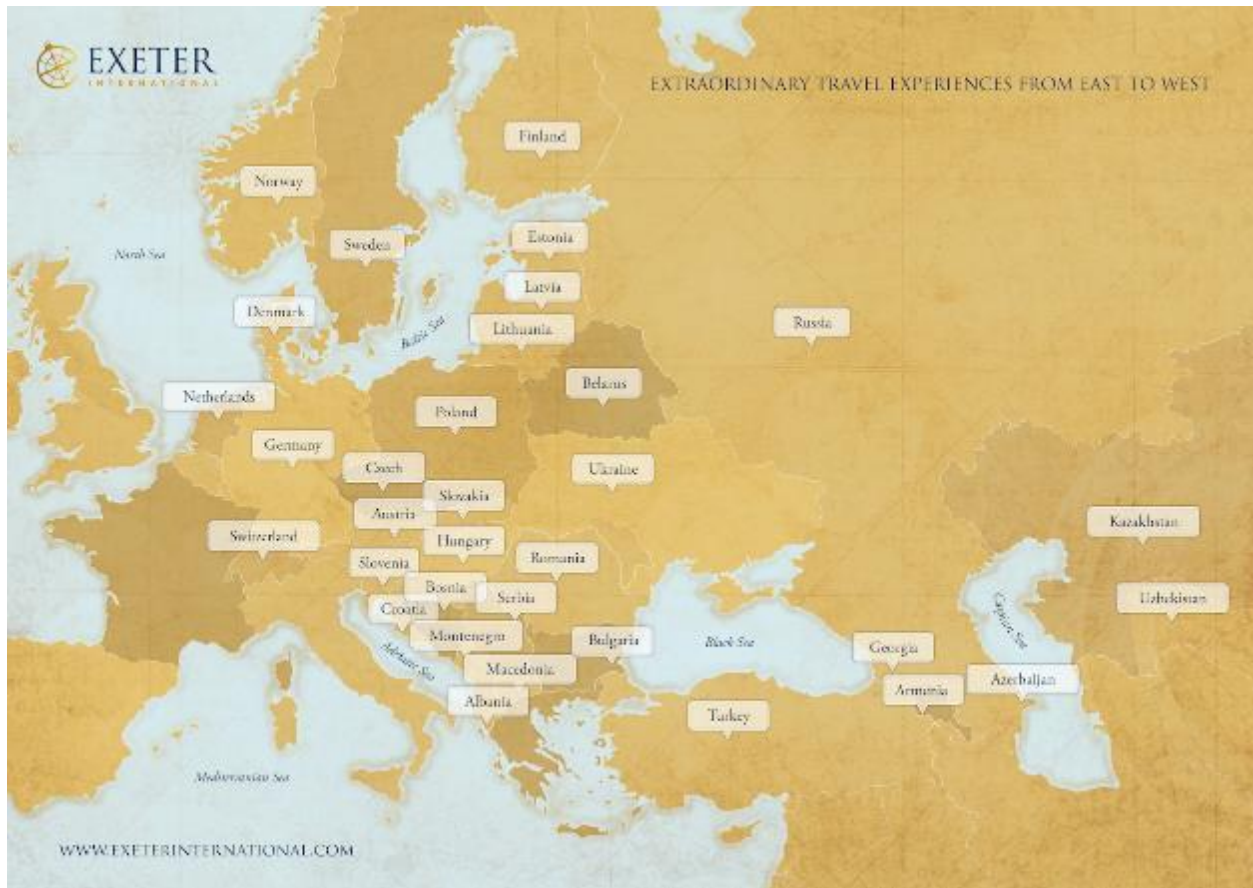 EXETER
INTERNATIONAL
EXTRAORDINARY TRAVEL EXPERIENCES FROM EAST TO WEST
Finland
Norway
Estonia
Sweden
North Sea
Latvia
Denmark
Russia
Lithuania
Baltic Sea
Belarus
Netherlands
Poland
Germany
Czech
Ukraine
Slovakia
Austria
Kazakhstan
Switzerland
Hungary
Romania
Slovenia
Bosnia
Serbia
Uzbekistan
Croatia
Caspian Sea
Montenegro
Bulgaria
Black Sea
Georgia
Adriatic Sea
Macedonia
Azerbaijan
Armenia
Albania
Turkey
Mediterranean Sea
WWW.EXETERINTERNATIONAL.COM